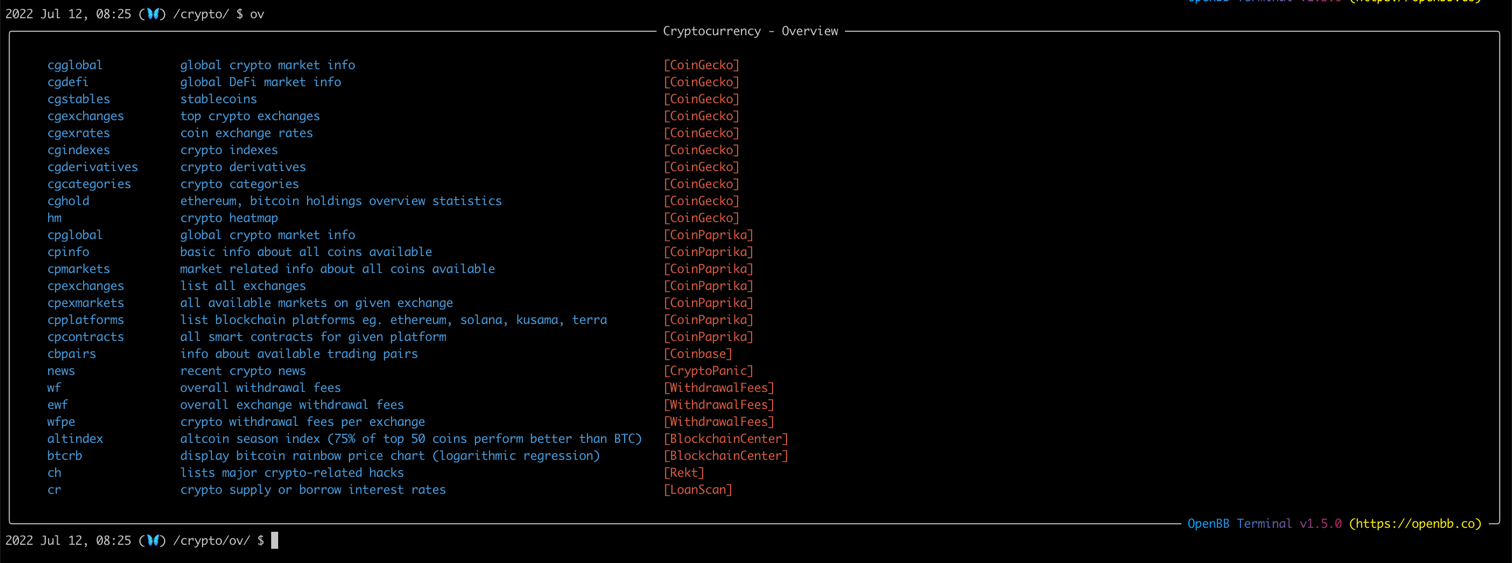 OpenBB Terminal v1.5.0 (https://openbb.co)
2022 Jul 12, 08:25 (🦋) /crypto/ $ ov
Cryptocurrency - Overview
cgglobal global crypto market info [CoinGecko]
cgdefi global DeFi market info [CoinGecko]
cgstables stablecoins [CoinGecko]
cgexchanges top crypto exchanges [CoinGecko]
cgexrates coin exchange rates [CoinGecko]
cgindexes crypto indexes [CoinGecko]
cgderivatives crypto derivatives [CoinGecko]
cgcategories crypto categories [CoinGecko]
cghold ethereum, bitcoin holdings overview statistics [CoinGecko]
hm crypto heatmap [CoinGecko]
cpglobal global crypto market info [CoinPaprika]
cpinfo basic info about all coins available [CoinPaprika]
cpmarkets market related info about all coins available [CoinPaprika]
cpexchanges list all exchanges [CoinPaprika]
cpexmarkets all available markets on given exchange [CoinPaprika]
cpplatforms list blockchain platforms eg. ethereum, solana, kusama, terra [CoinPaprika]
cpcontracts all smart contracts for given platform [CoinPaprika]
cbpairs info about available trading pairs [Coinbase]
news recent crypto news [CryptoPanic]
wf overall withdrawal fees [WithdrawalFees]
ewf overall exchange withdrawal fees [WithdrawalFees]
wfpe crypto withdrawal fees per exchange [WithdrawalFees]
altindex altcoin season index (75% of top 50 coins perform better than BTC) [BlockchainCenter]
btcrb display bitcoin rainbow price chart (logarithmic regression) [BlockchainCenter]
ch lists major crypto-related hacks [Rekt]
cr crypto supply or borrow interest rates [LoanScan]
OpenBB Terminal v1.5.0 (https://openbb.co)
2022 Jul 12, 08:25 (🦋) /crypto/ov/ $